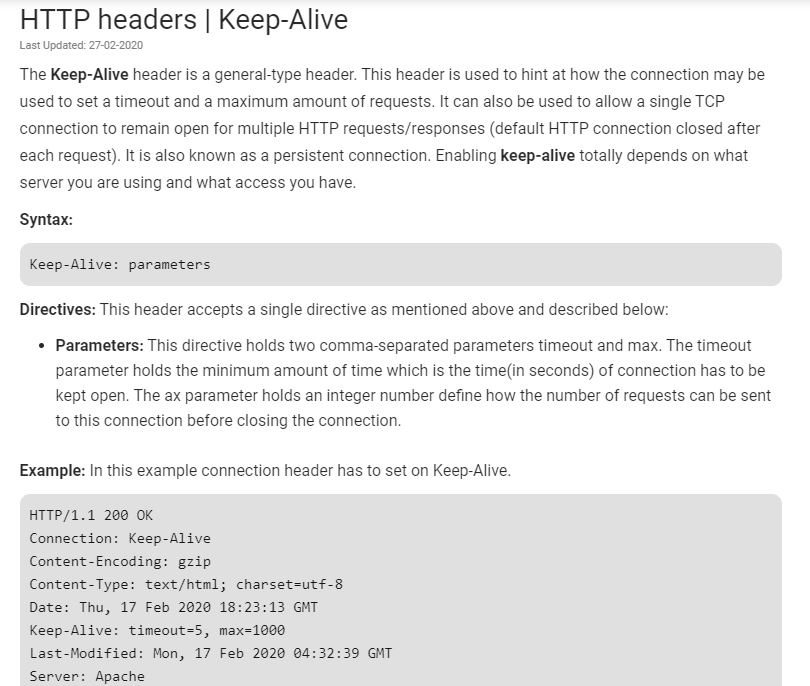 HTTP headers | Keep-Alive
Last Updated: 27-02-2020
The Keep-Alive header is a general-type header. This header is used to hint at how the connection may be
used to set a timeout and a maximum amount of requests. It can also be used to allow a single TCP
connection to remain open for multiple HTTP requests/responses (default HTTP connection closed after
each request). It is also known as a persistent connection. Enabling keep-alive totally depends on what
server you are using and what access you have.
Syntax:
Keep-Alive: parameters
Directives: This header accepts a single directive as mentioned above and described below:
• Parameters: This directive holds two comma-separated parameters timeout and max. The timeout
parameter holds the minimum amount of time which is the time(in seconds) of connection has to be
kept open. The ax parameter holds an integer number define how the number of requests can be sent
to this connection before closing the connection.
Example: In this example connection header has to set on Keep-Alive.
HTTP/1.1 200 OK
Connection: Keep-Alive
Content-Encoding: gzip
Content-Type: text/html; charset=utf-8
Date: Thu, 17 Feb 2020 18:23:13 GMT
Keep-Alive: timeout=5, max=1000
Last-Modified: Mon, 17 Feb 2020 04:32:39 GMT
Server: Apache